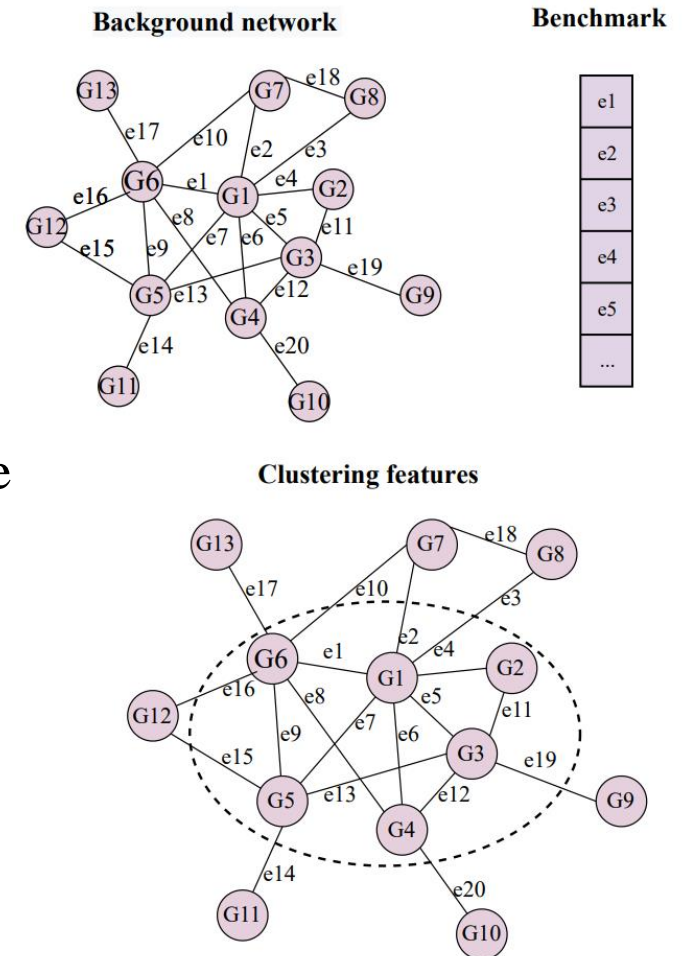 Background network
Benchmark
G13
G7
e18
G8
e17
e10
e2
e3
G6
e1
G1
e4
G2
e16
e8
e5
G12
e15
e9
e7
e6
e11
G3
e19
G5
e13
e12
G9
G4
e14
e20
G11
G10
e1
e2
e3
e4
e5
...
e
Clustering features
G13
G7
e18
G8
e17
e10
e3
e2
G6
e1
e4
G1
G2
e16
e8
e5
e11
G12
e7
e6
e9
G3
e15
e19
e13
e12
G5
G9
G4
e14
e20
G11
G10